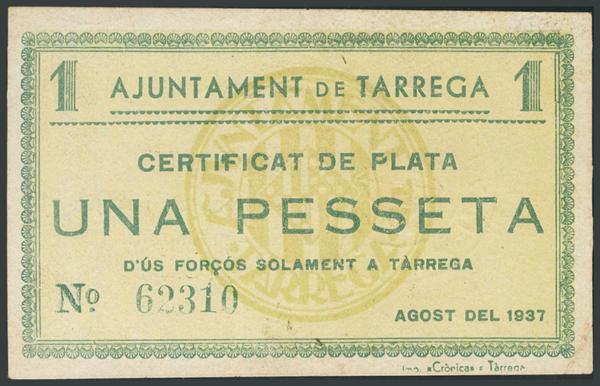 1 AJUNTAMENT DE TARREGA 1
CERTIFICAT DE PLATA
UNA PESSETA
D'ÚS FORÇÓS SOLAMENT A TÀRREGA
Nº 62310
AGOST DEL 1937
Imp. «Crònica» : Tàrrega